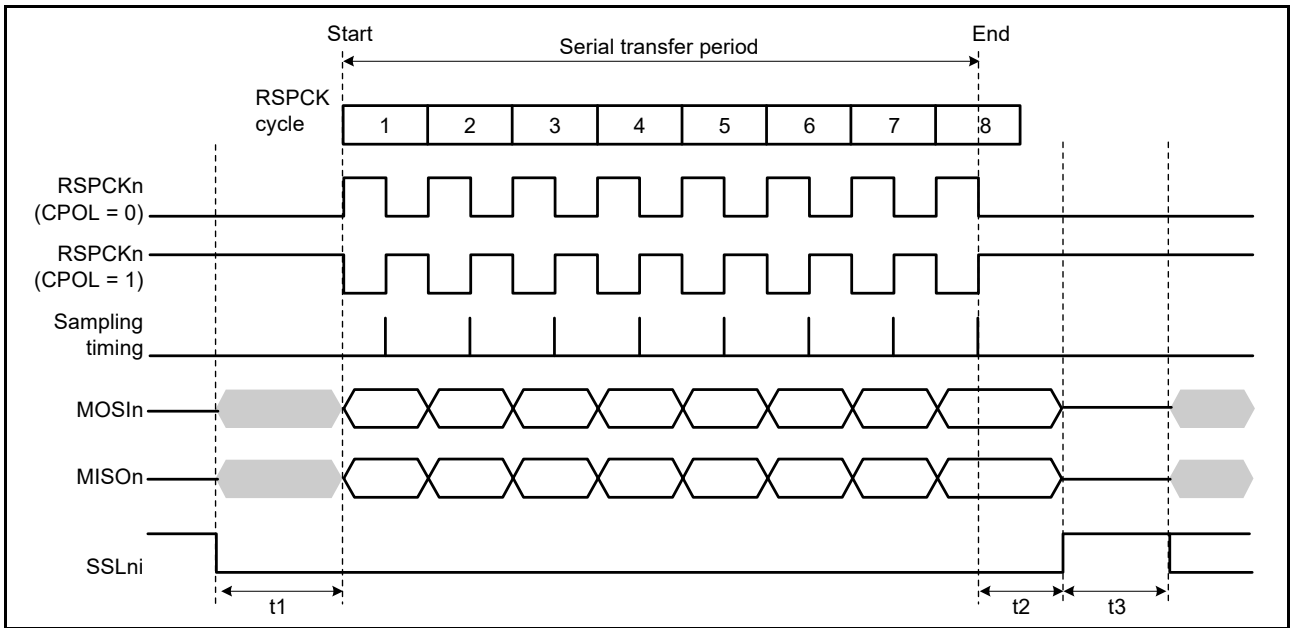 Start
End
Serial transfer period
RSPCK
cycle
1 2 3 4 5 6 7 8
RSPCKn
(CPOL = 0)
RSPCKn
(CPOL = 1)
Sampling
timing
MOSIn
MISOn
SSLni
t1
t2
t3